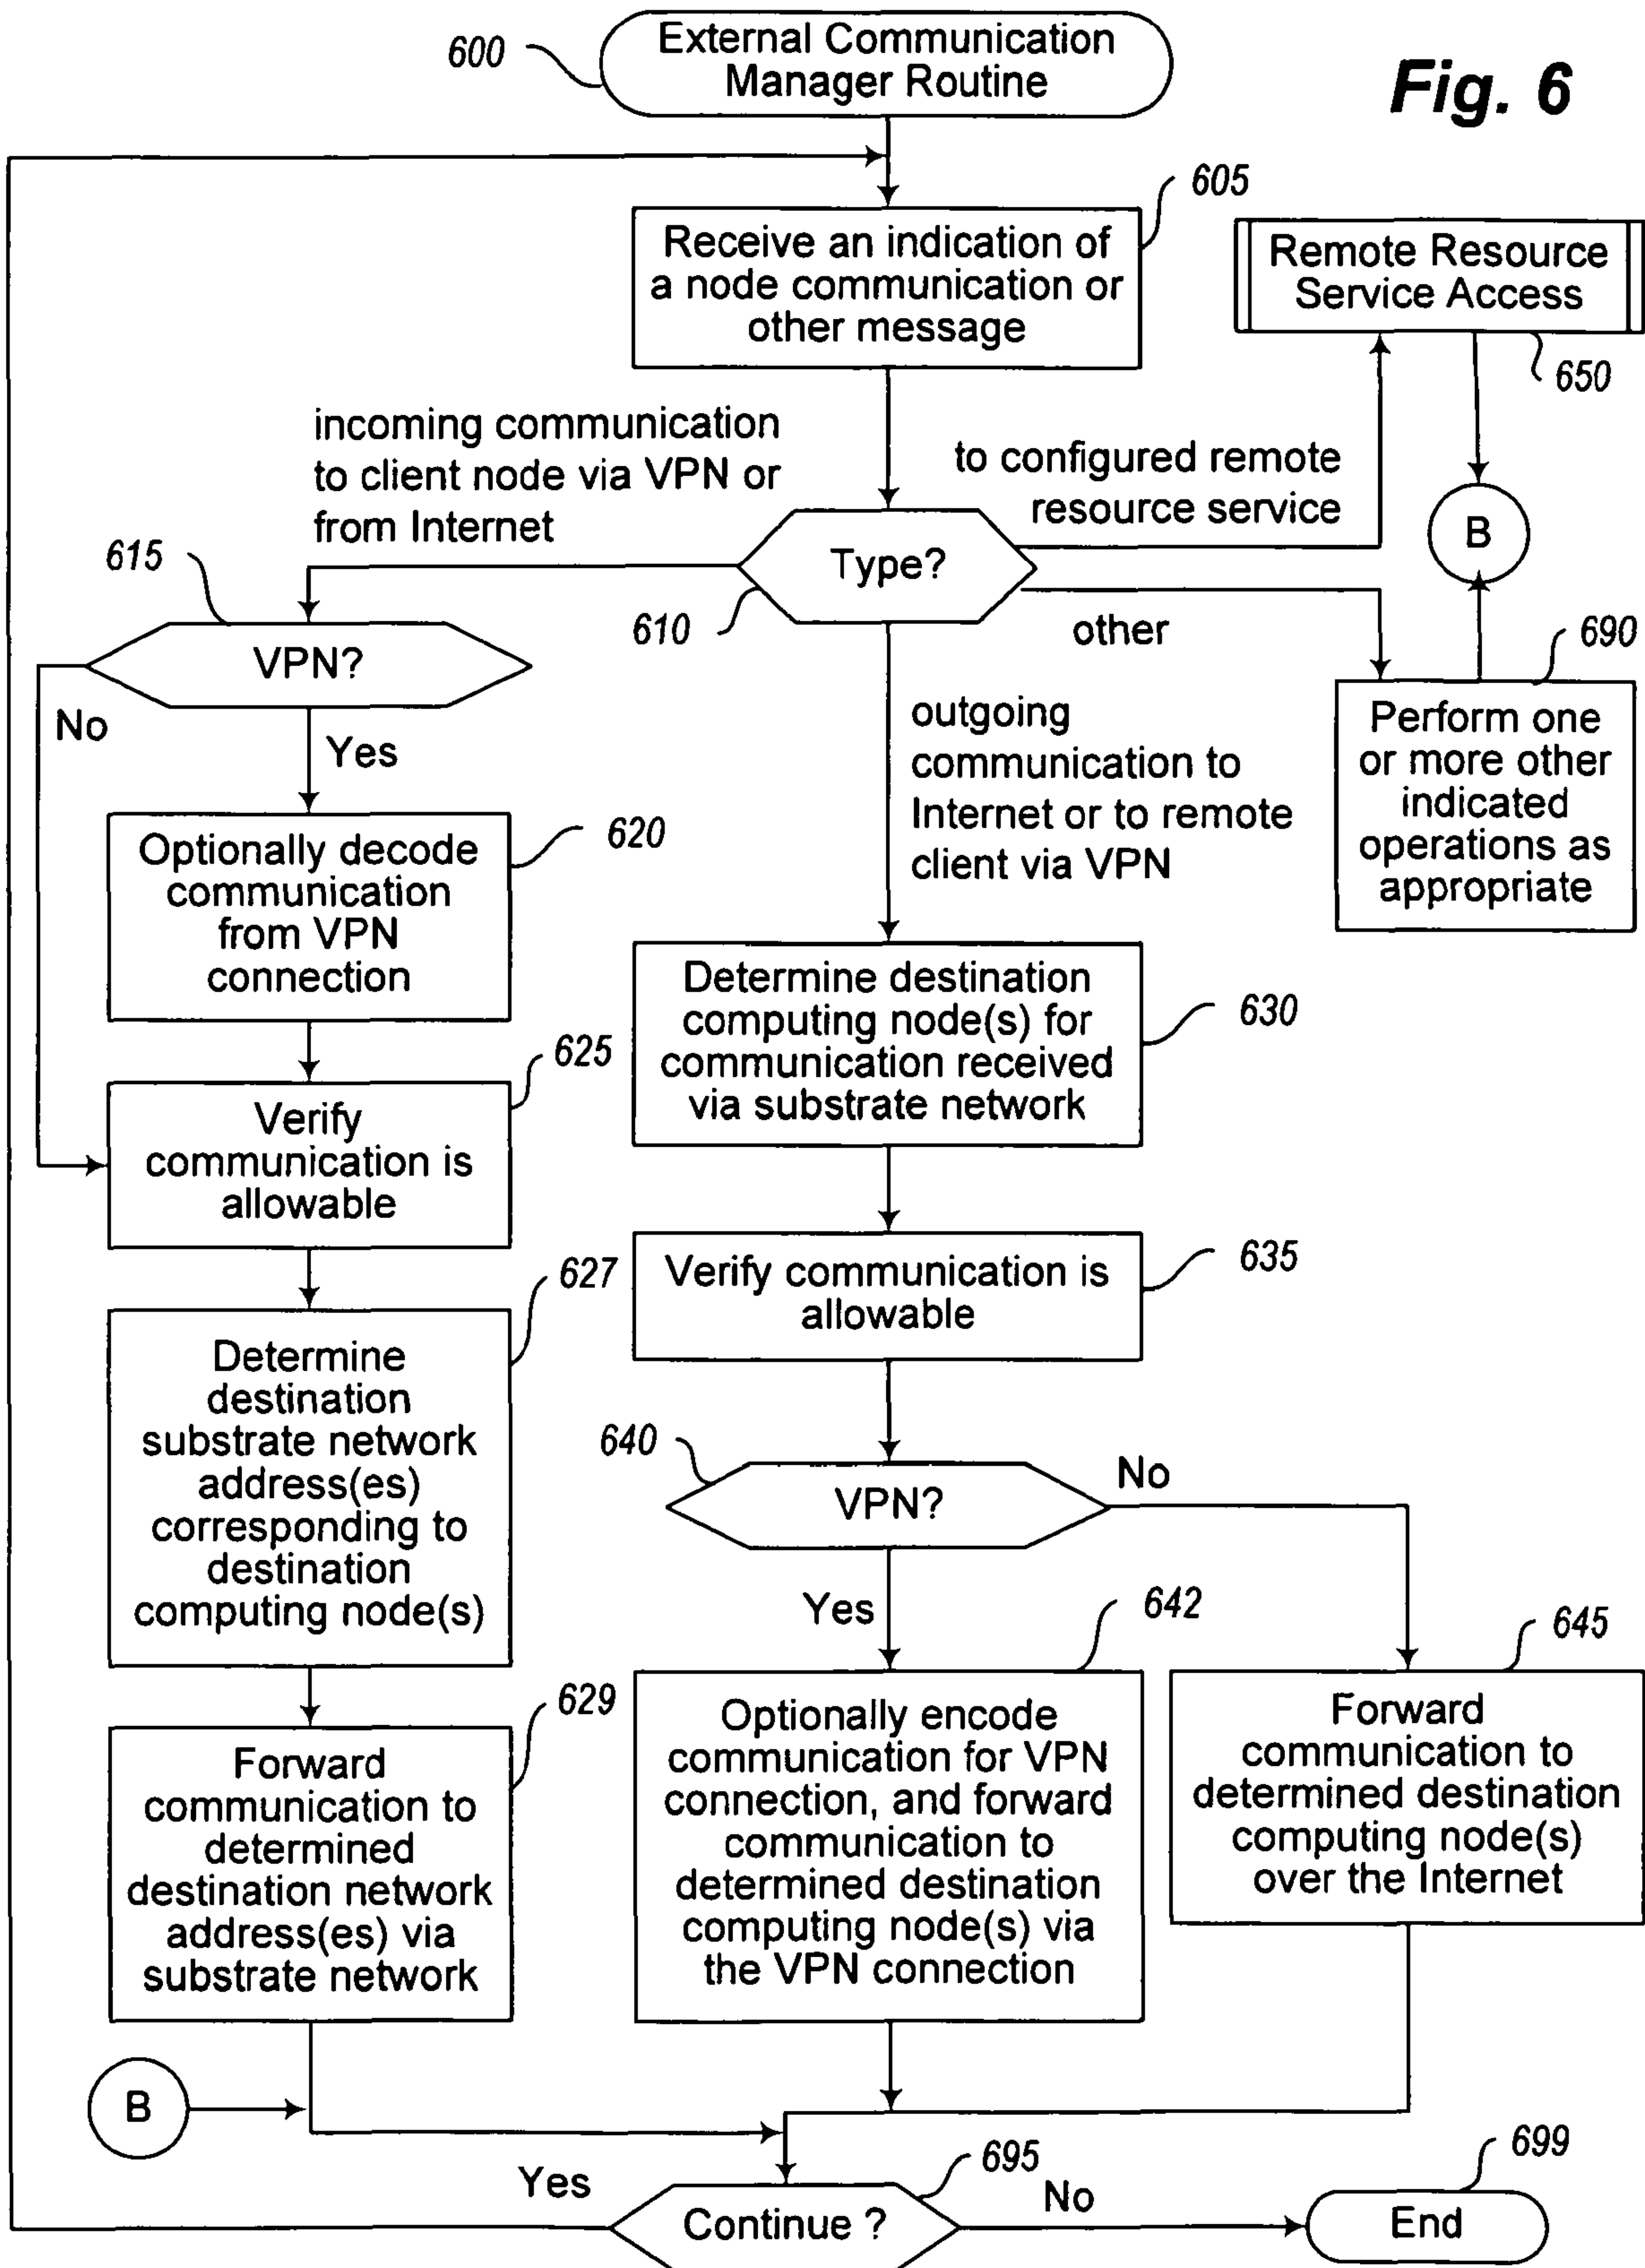 600
External Communication
Manager Routine
Fig. 6
605
Receive an indication of
a node communication or
other message
Remote Resource
Service Access
650
incoming communication
to client node via VPN or
from Internet
to configured remote
resource service
B
615
Type?
610
other
690
VPN?
No
Yes
outgoing
communication to
Internet or to remote
client via VPN
Perform one
or more other
indicated
operations as
appropriate
Optionally decode
communication
from VPN
connection
620
Determine destination
computing node(s) for
communication received
via substrate network
630
625
Verify
communication is
allowable
Verify communication is
allowable
635
627
Determine
destination
substrate network
address(es)
corresponding to
destination
computing node(s)
640
VPN?
No
Yes
642
645
Optionally encode
communication for VPN
connection, and forward
communication to
determined destination
computing node(s) via
the VPN connection
Forward
communication to
determined destination
computing node(s)
over the Internet
629
Forward
communication to
determined
destination network
address(es) via
substrate network
B
695
Yes
Continue ?
No
699
End